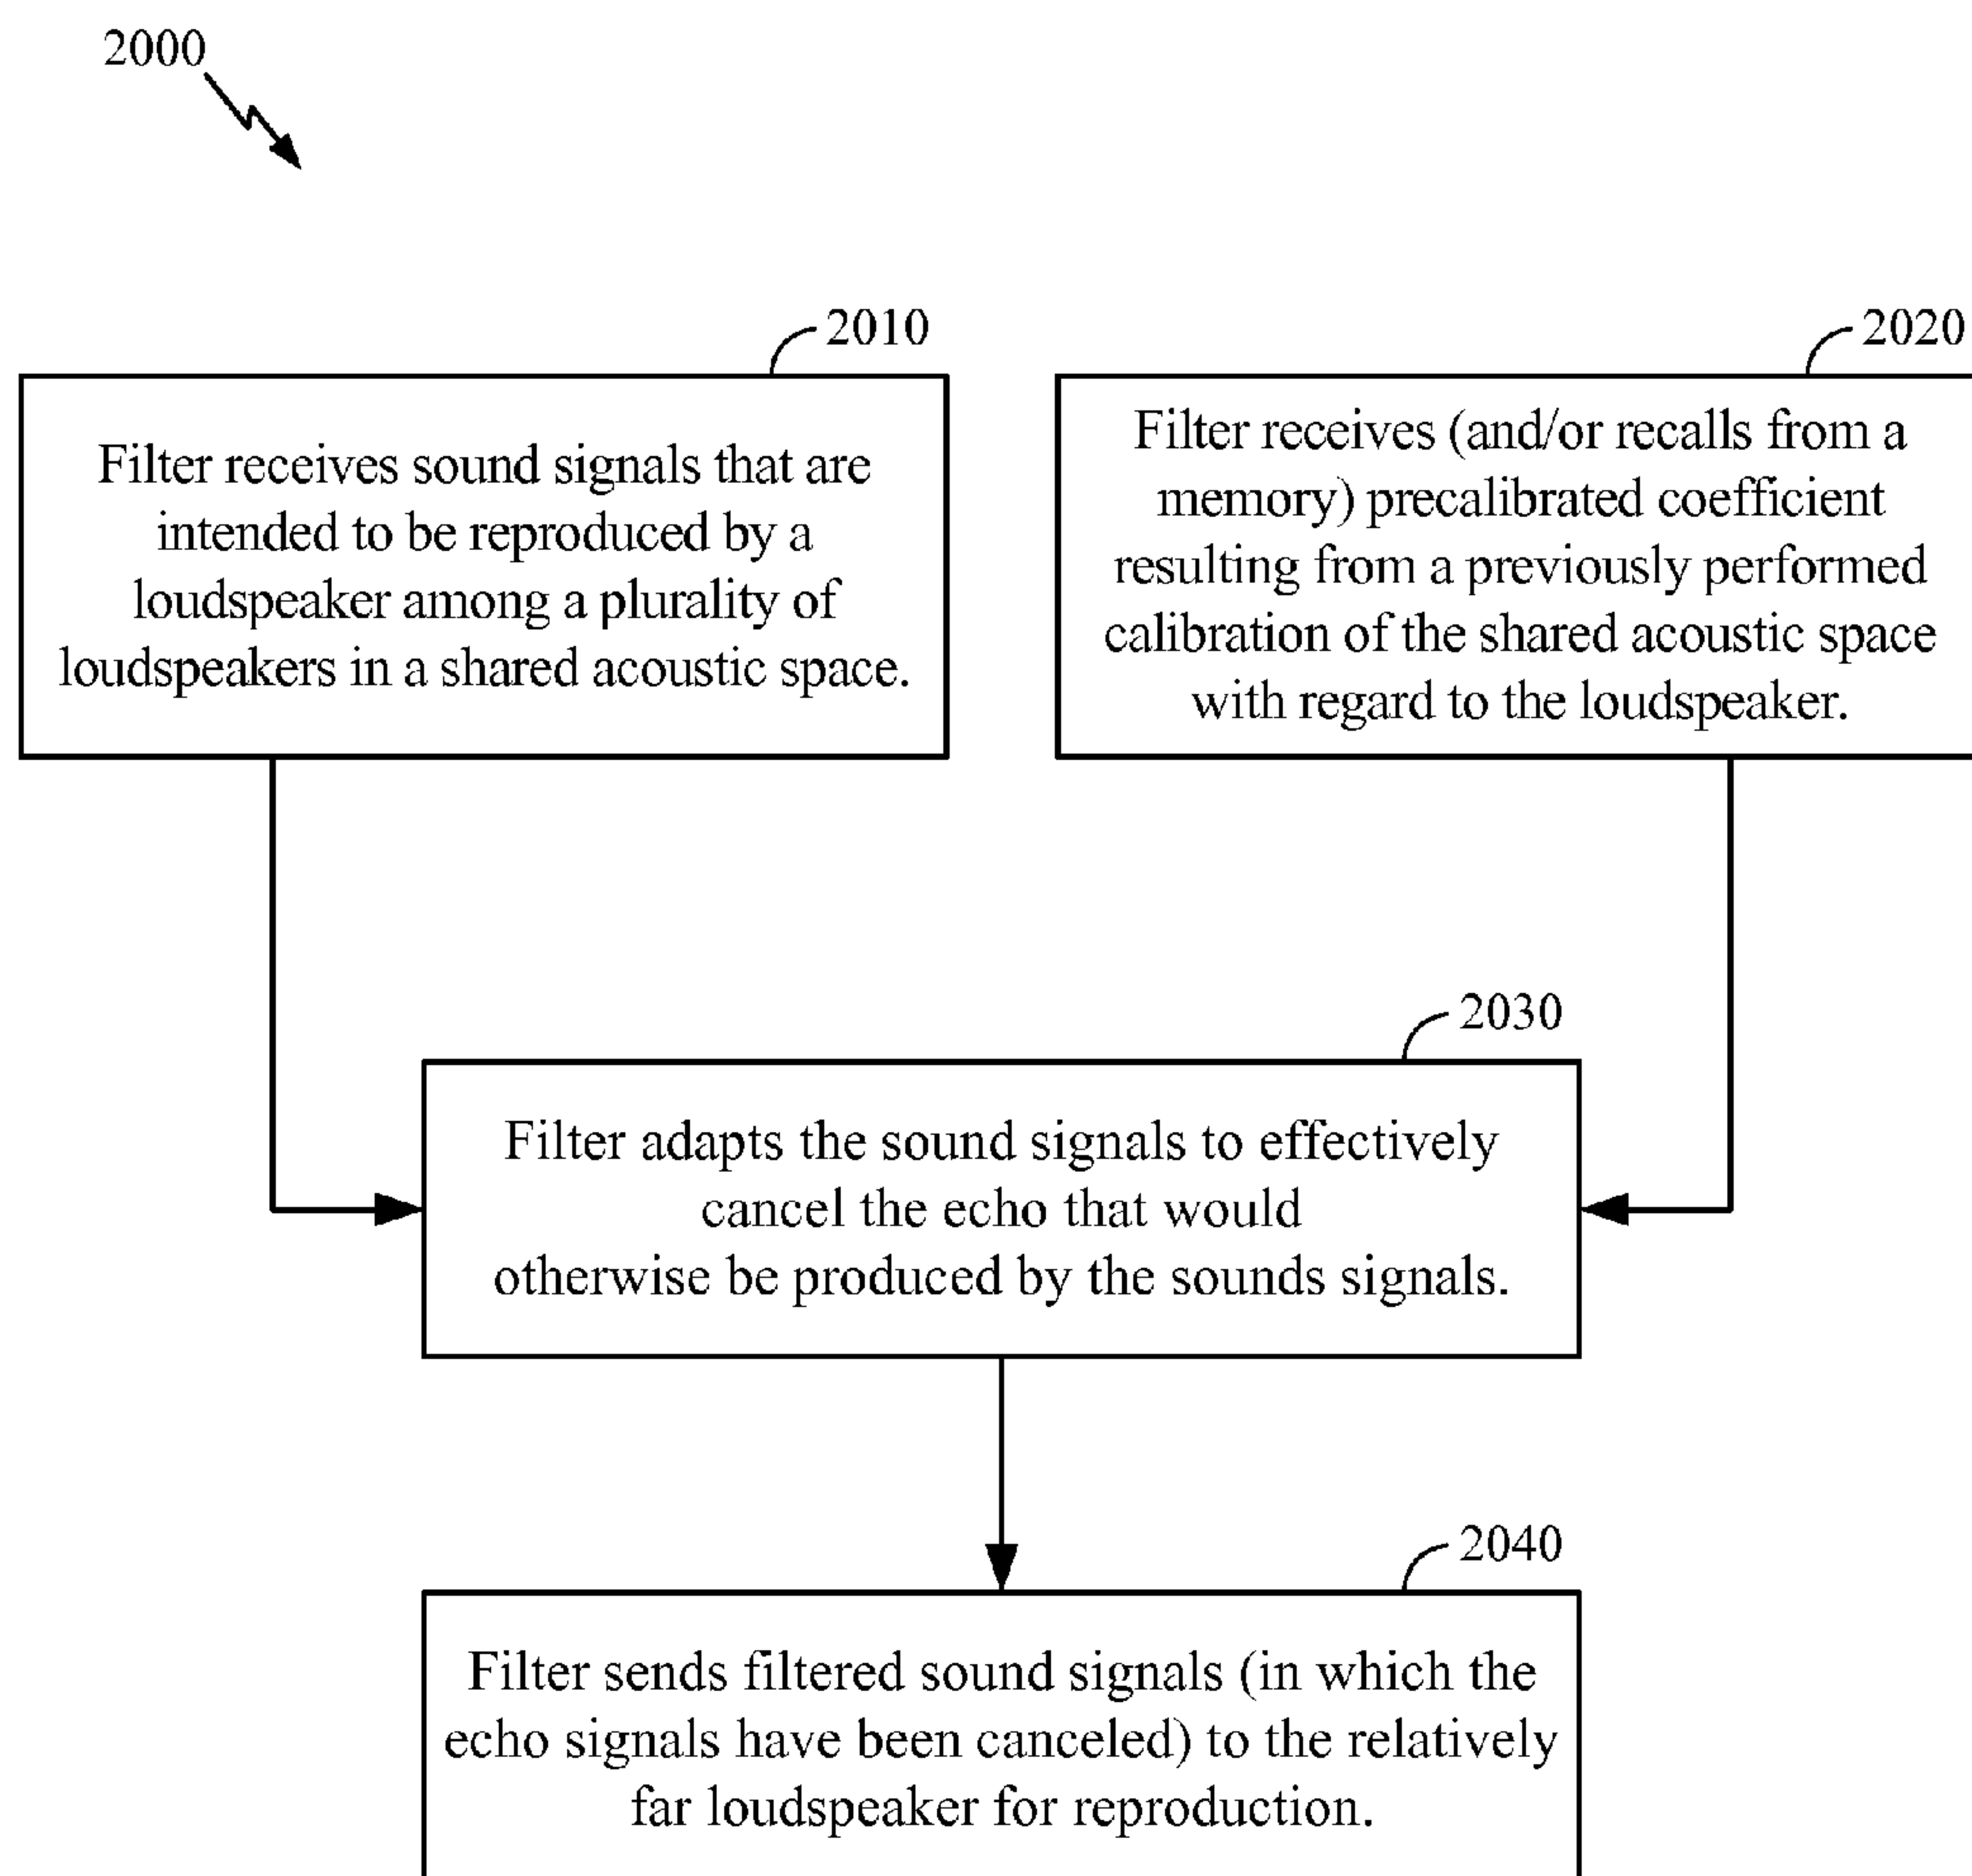 2000
2010
Filter receives sound signals that are
intended to be reproduced by a
loudspeaker among a plurality of
loudspeakers in a shared acoustic space.
2020
Filter receives (and/or recalls from a
memory) precalibrated coefficient
resulting from a previously performed
calibration of the shared acoustic space
with regard to the loudspeaker.
2030
Filter adapts the sound signals to effectively
cancel the echo that would
otherwise be produced by the sounds signals.
2040
Filter sends filtered sound signals (in which the
echo signals have been canceled) to the relatively
far loudspeaker for reproduction.